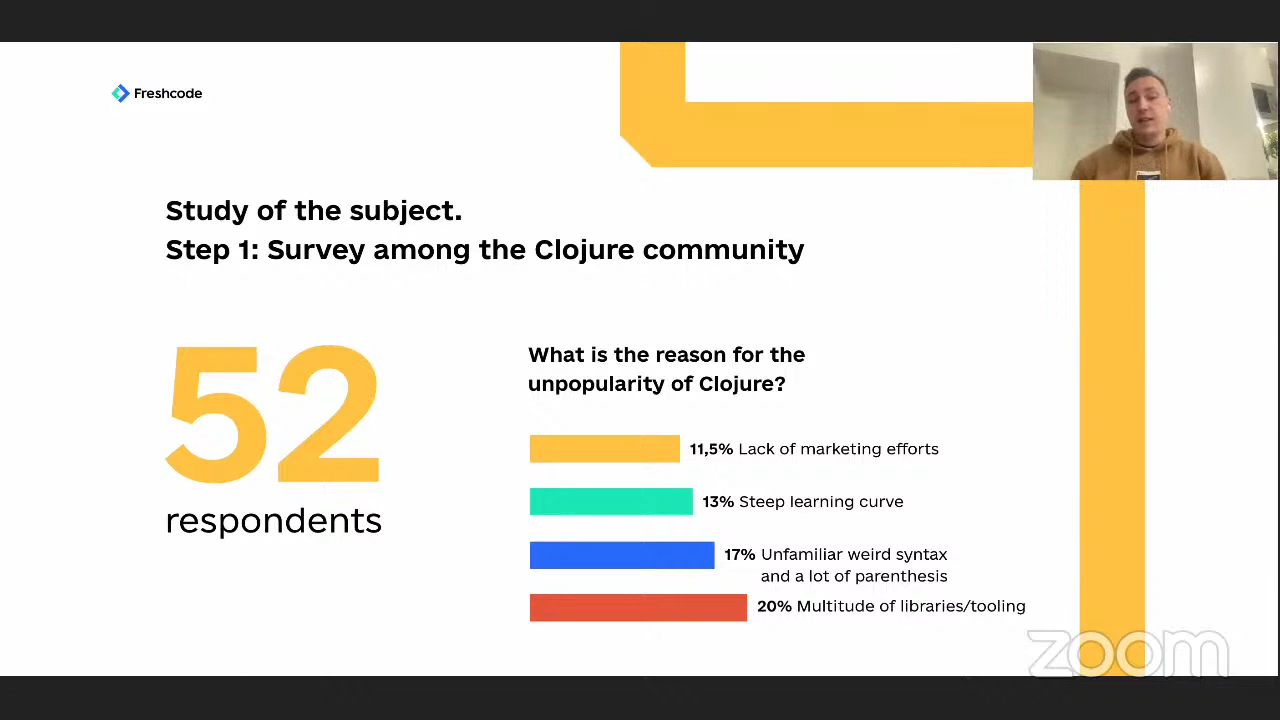 Freshcode
Study of the subject.
Step 1: Survey among the Clojure community
52
respondents
What is the reason for the
unpopularity of Clojure?
11,5% Lack of marketing efforts
13% Steep learning curve
17% Unfamiliar weird syntax
and a lot of parenthesis
20% Multitude of libraries/tooling
zoom